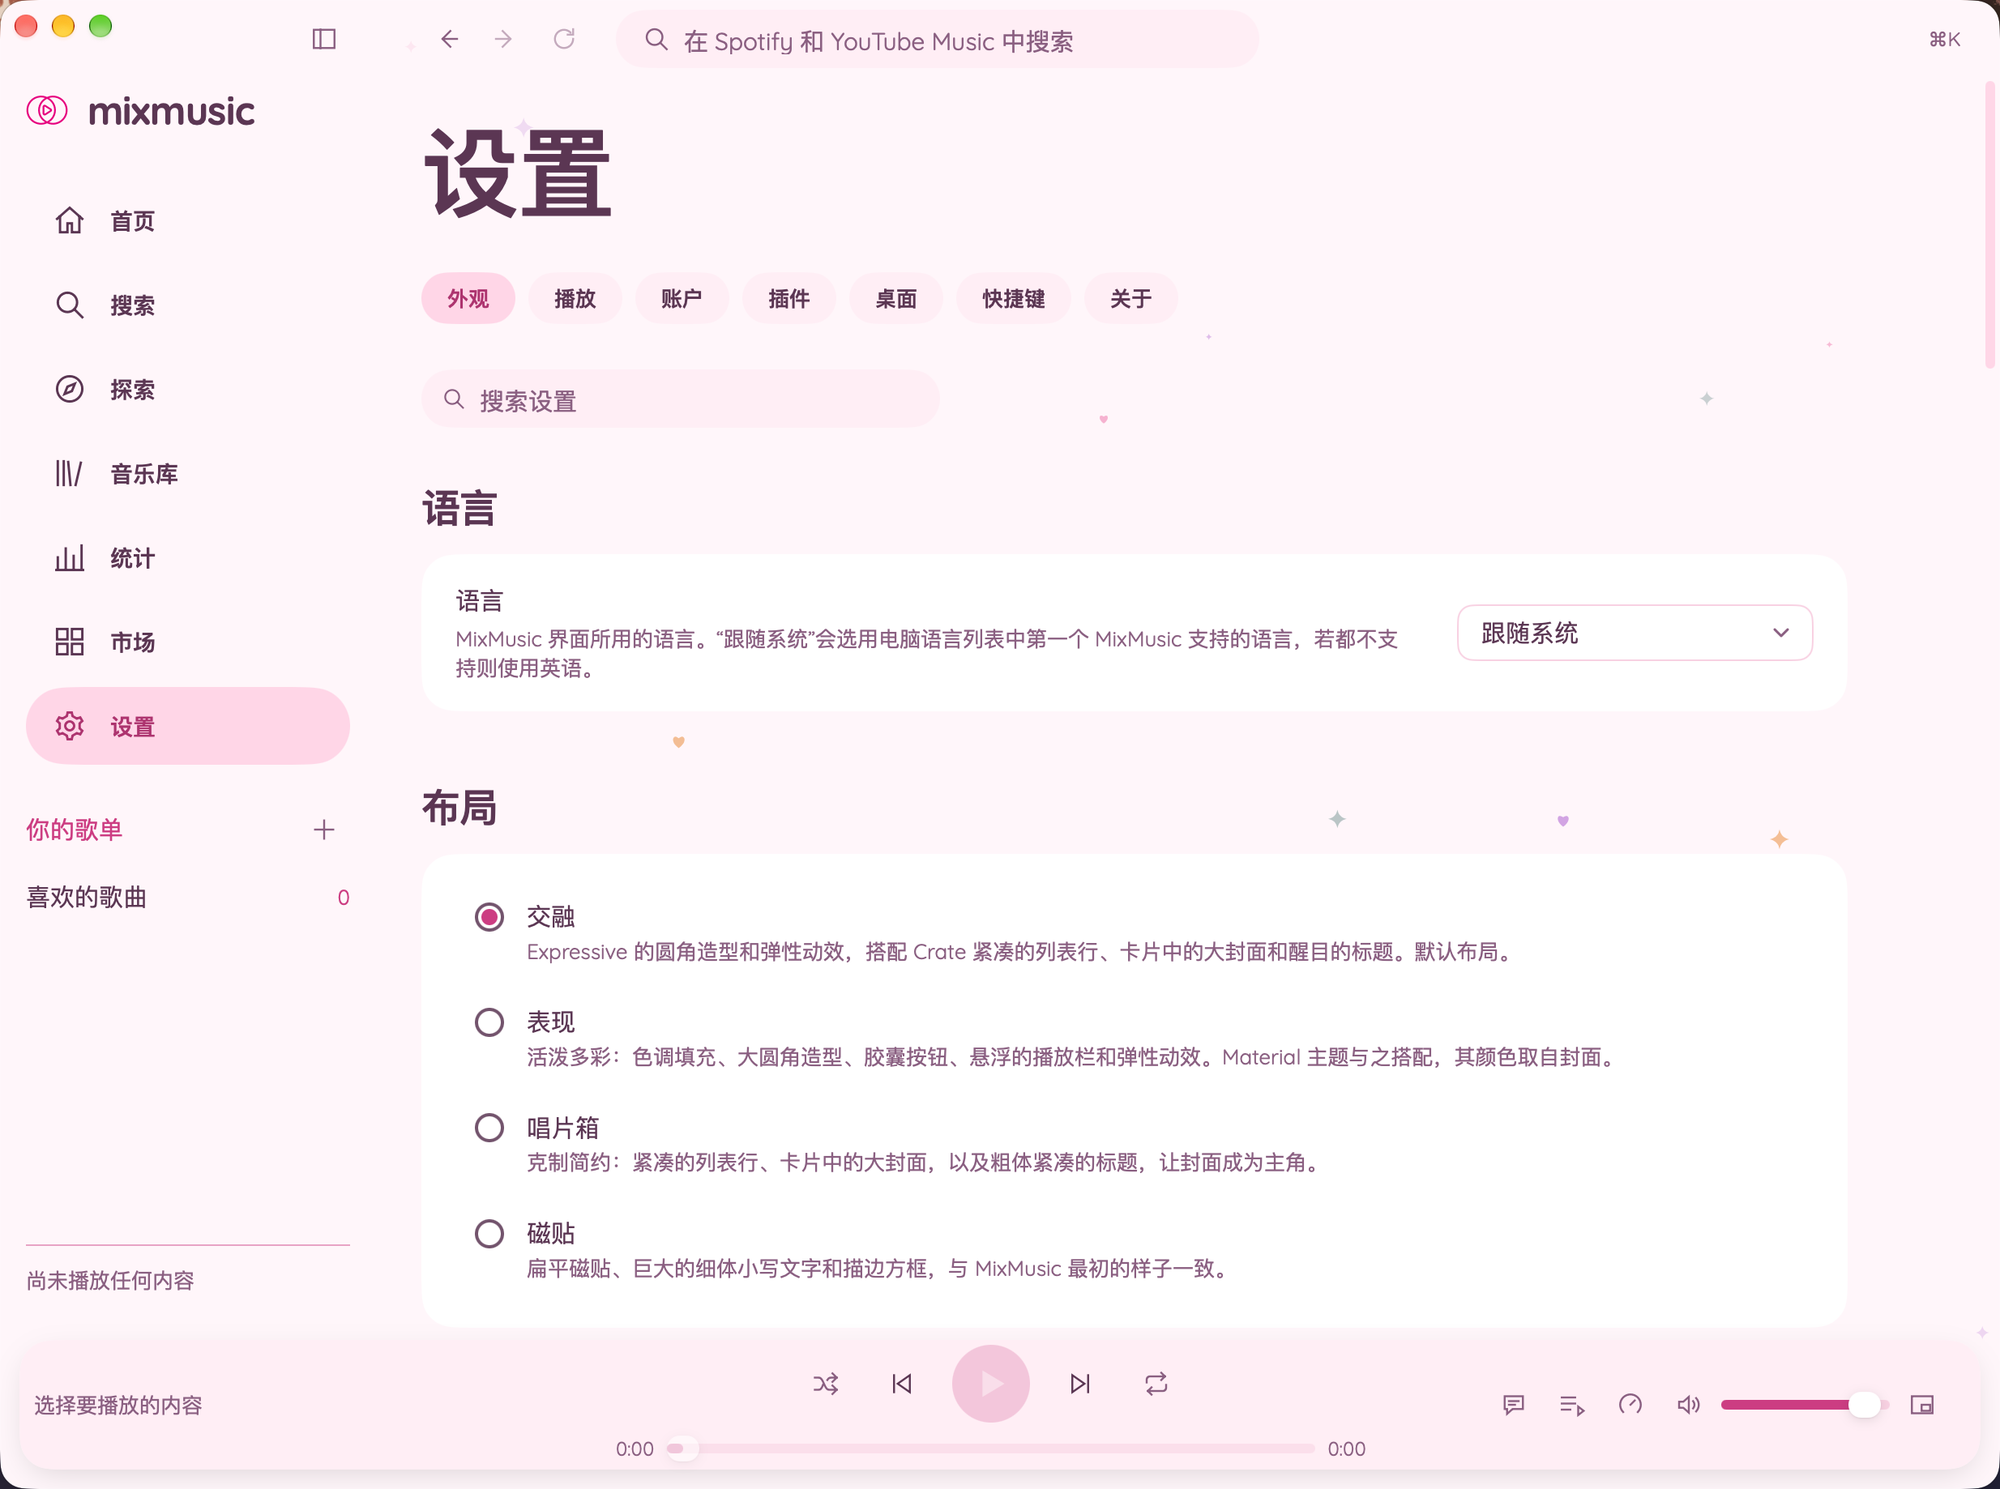 在 Spotify 和 YouTube Music 中搜索
⌘K
mixmusic
首页
搜索
探索
音乐库
统计
市场
设置
你的歌单
喜欢的歌曲 0
尚未播放任何内容
设置
外观 播放 账户 插件 桌面 快捷键 关于
搜索设置
语言
语言
MixMusic 界面所用的语言。“跟随系统”会选用电脑语言列表中第一个 MixMusic 支持的语言，若都不支
持则使用英语。
跟随系统
布局
交融
Expressive 的圆角造型和弹性动效，搭配 Crate 紧凑的列表行、卡片中的大封面和醒目的标题。默认布局。
表现
活泼多彩：色调填充、大圆角造型、胶囊按钮、悬浮的播放栏和弹性动效。Material 主题与之搭配，其颜色取自封面。
唱片箱
克制简约：紧凑的列表行、卡片中的大封面，以及粗体紧凑的标题，让封面成为主角。
磁贴
扁平磁贴、巨大的细体小写文字和描边方框，与 MixMusic 最初的样子一致。
选择要播放的内容
0:00
0:00